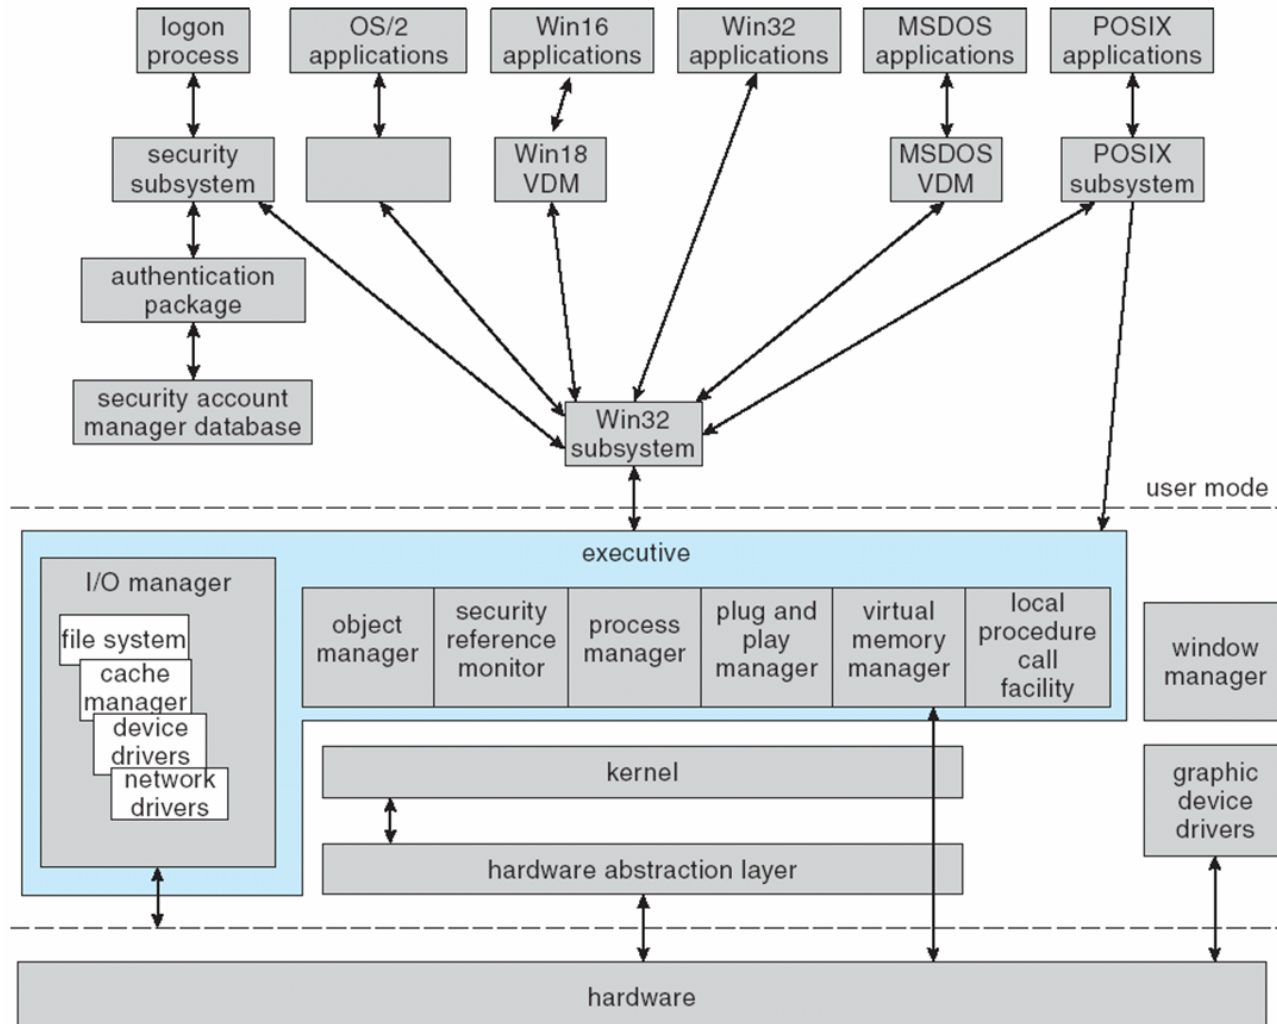 logon
process
OS/2
applications
Win16
applications
Win32
applications
MSDOS
applications
POSIX
applications
security
subsystem
Win18
VDM
MSDOS
VDM
POSIX
subsystem
authentication
package
security account
manager database
Win32
subsystem
user mode
executive
I/O manager
file system
cache
manager
device
drivers
network
drivers
object
manager
security
reference
monitor
process
manager
plug and
play
manager
virtual
memory
manager
local
procedure
call
facility
window
manager
kernel
graphic
device
drivers
hardware abstraction layer
hardware